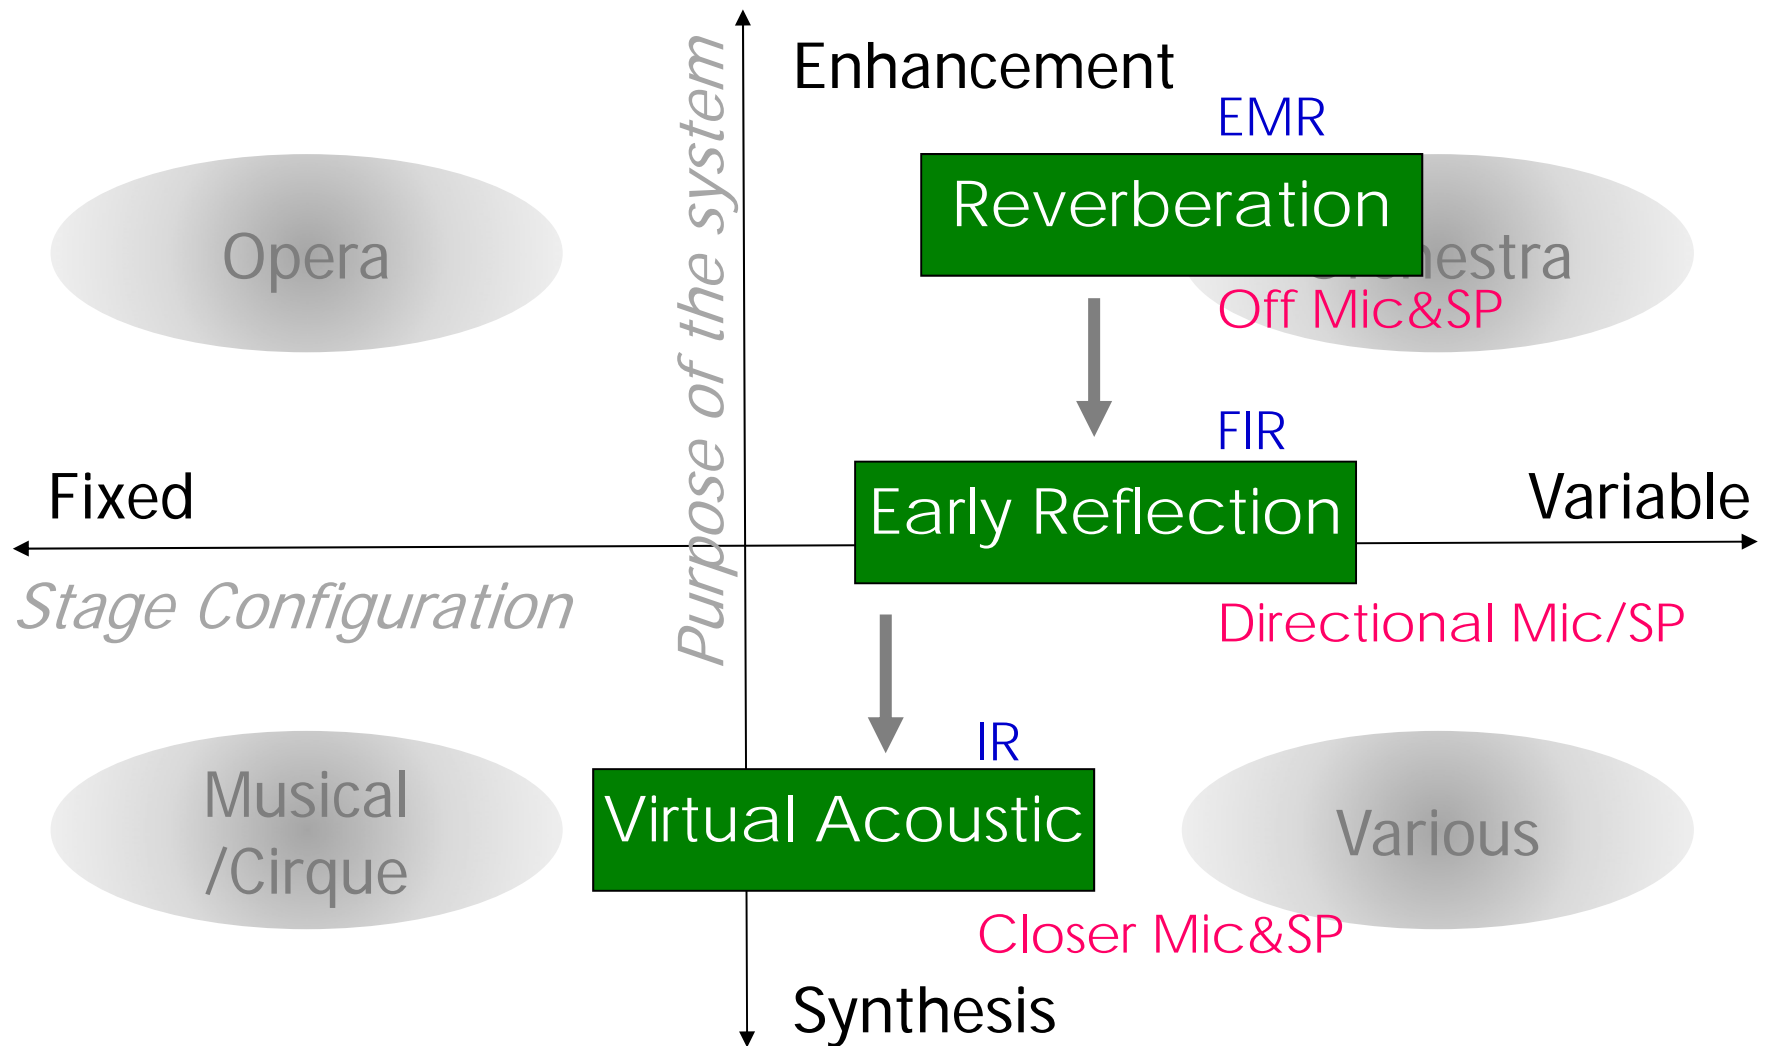 Enhancement
EMR
Reverberation
Opera
Off Mic&SP
Purpose of the system
FIR
Fixed
Early Reflection
Variable
Stage Configuration
Directional Mic/SP
IR
Musical
/Cirque
Virtual Acoustic
Various
Closer Mic&SP
Synthesis